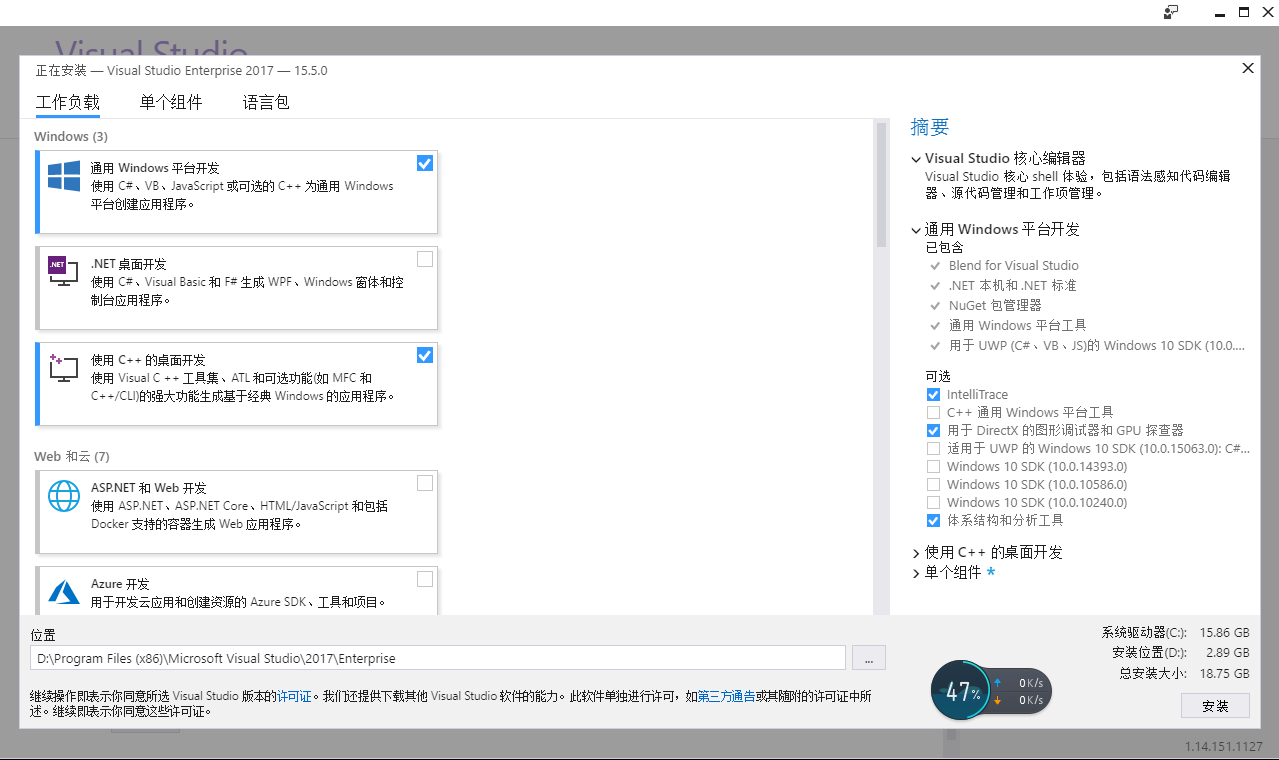 Visual Studio
正在安装 — Visual Studio Enterprise 2017 — 15.5.0
工作负载 单个组件 语言包
Windows (3)
通用 Windows 平台开发
使用 C#、VB、JavaScript 或可选的 C++ 为通用 Windows
平台创建应用程序。
.NET
.NET 桌面开发
使用 C#、Visual Basic 和 F# 生成 WPF、Windows 窗体和控
制台应用程序。
使用 C++ 的桌面开发
使用 Visual C ++ 工具集、ATL 和可选功能(如 MFC 和
C++/CLI)的强大功能生成基于经典 Windows 的应用程序。
Web 和云 (7)
ASP.NET 和 Web 开发
使用 ASP.NET、ASP.NET Core、HTML/JavaScript 和包括
Docker 支持的容器生成 Web 应用程序。
Azure 开发
用于开发云应用和创建资源的 Azure SDK、工具和项目。
摘要
Visual Studio 核心编辑器
Visual Studio 核心 shell 体验，包括语法感知代码编辑
器、源代码管理和工作项管理。
通用 Windows 平台开发
已包含
Blend for Visual Studio
.NET 本机和 .NET 标准
NuGet 包管理器
通用 Windows 平台工具
用于 UWP (C#、VB、JS)的 Windows 10 SDK (10.0....
可选
IntelliTrace
C++ 通用 Windows 平台工具
用于 DirectX 的图形调试器和 GPU 探查器
适用于 UWP 的 Windows 10 SDK (10.0.15063.0): C#...
Windows 10 SDK (10.0.14393.0)
Windows 10 SDK (10.0.10586.0)
Windows 10 SDK (10.0.10240.0)
体系结构和分析工具
使用 C++ 的桌面开发
单个组件 *
位置
D:\Program Files (x86)\Microsoft Visual Studio\2017\Enterprise
...
继续操作即表示你同意所选 Visual Studio 版本的许可证。我们还提供下载其他 Visual Studio 软件的能力。此软件单独进行许可，如第三方通告或其随附的许可证中所
述。继续即表示你同意这些许可证。
系统驱动器(C:): 15.86 GB
安装位置(D:): 2.89 GB
总安装大小: 18.75 GB
47%
0K/s
0K/s
安装
1.14.151.1127